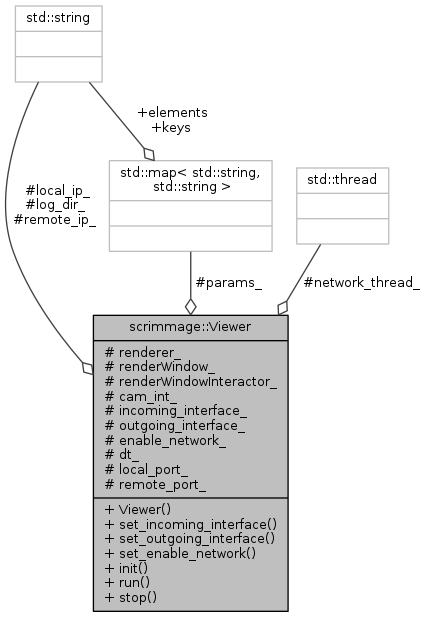 std::string
+elements
+keys
std::map< std::string,
std::string >
std::thread
#local_ip_
#log_dir_
#remote_ip_
#params_
#network_thread_
scrimmage::Viewer
# renderer_
# renderWindow_
# renderWindowInteractor_
# cam_int_
# incoming_interface_
# outgoing_interface_
# enable_network_
# dt_
# local_port_
# remote_port_
+ Viewer()
+ set_incoming_interface()
+ set_outgoing_interface()
+ set_enable_network()
+ init()
+ run()
+ stop()